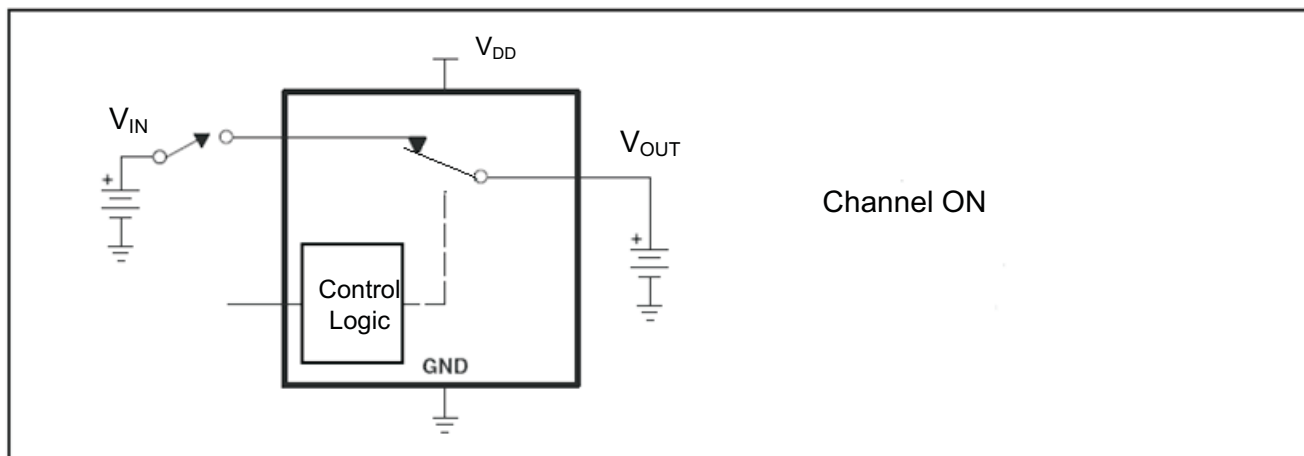 V_DD
V_IN
V_OUT
+
Channel ON
+
Control
Logic
GND